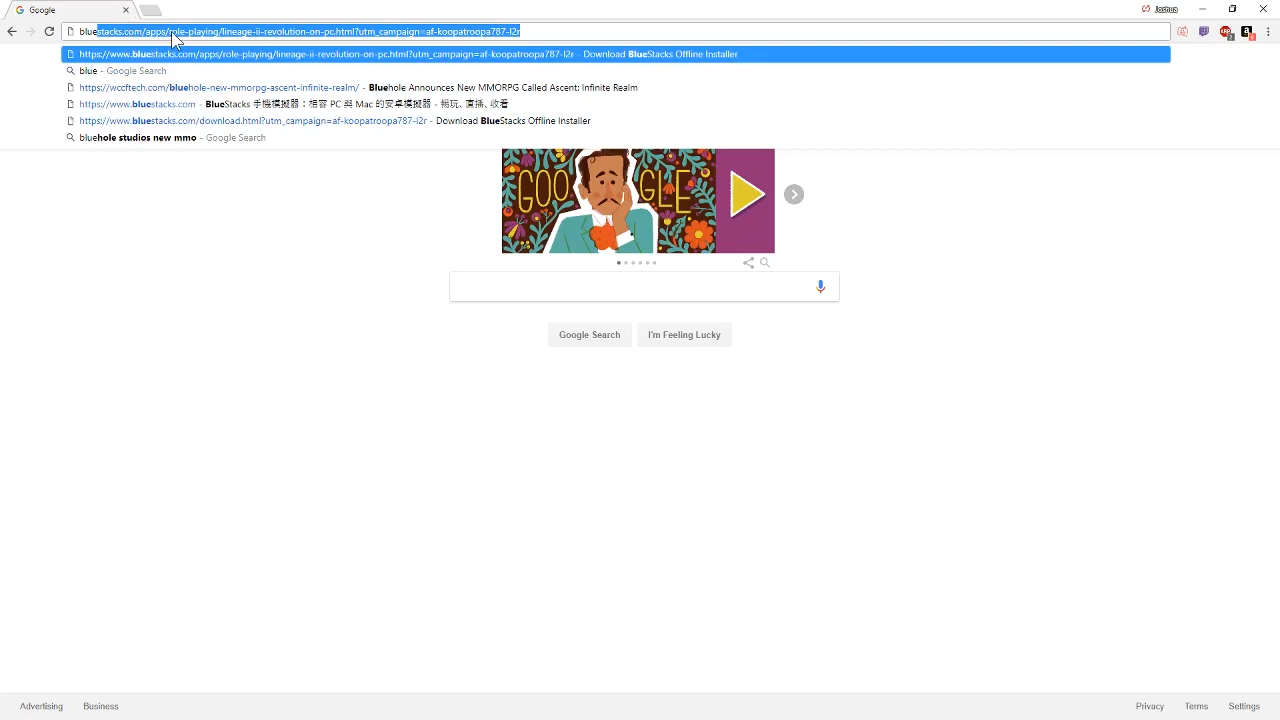 Google
Joshua
bluestacks.com/apps/role-playing/lineage-ii-revolution-on-pc.html?utm_campaign=af-koopatroopa787-l2r
https://www.bluestacks.com/apps/role-playing/lineage-ii-revolution-on-pc.html?utm_campaign=af-koopatroopa787-l2r - Download BlueStacks Offline Installer
blue - Google Search
https://wccftech.com/bluehole-new-mmorpg-ascent-infinite-realm/ - Bluehole Announces New MMORPG Called Ascent: Infinite Realm
https://www.bluestacks.com - BlueStacks 手機模擬器：相容 PC 與 Mac 的安卓模擬器 - 暢玩、直播、收看
https://www.bluestacks.com/download.html?utm_campaign=af-koopatroopa787-l2r - Download BlueStacks Offline Installer
bluehole studios new mmo - Google Search
GOO GLE
Google Search I'm Feeling Lucky
Advertising Business Privacy Terms Settings